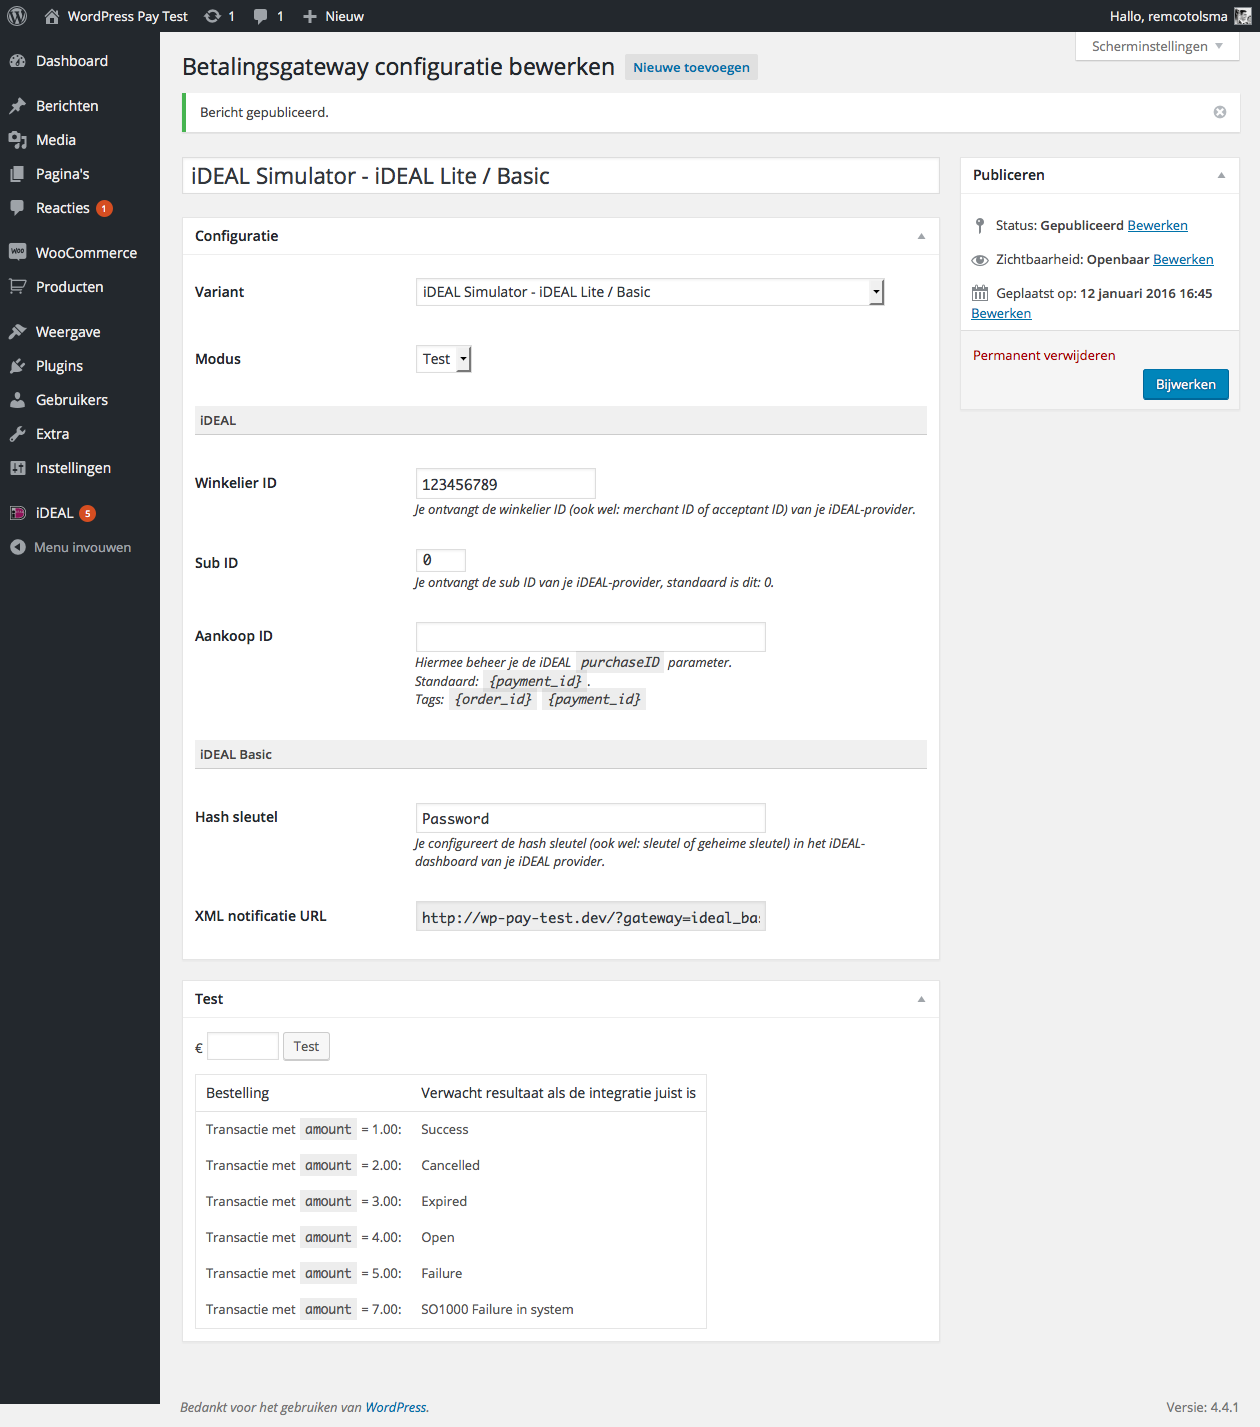 WordPress Pay Test 1 1 Nieuw
Hallo, remcotolsma
Scherminstellingen
Dashboard
Berichten
Media
Pagina's
Reacties 1
WooCommerce
Producten
Weergave
Plugins
Gebruikers
Extra
Instellingen
iDEAL 5
Menu invouwen
Betalingsgateway configuratie bewerken Nieuwe toevoegen
Bericht gepubliceerd.
iDEAL Simulator - iDEAL Lite / Basic
Configuratie
Variant iDEAL Simulator - iDEAL Lite / Basic
Modus Test
iDEAL
Winkelier ID 123456789
Je ontvangt de winkelier ID (ook wel: merchant ID of acceptant ID) van je iDEAL-provider.
Sub ID 0
Je ontvangt de sub ID van je iDEAL-provider, standaard is dit: 0.
Aankoop ID
Hiermee beheer je de iDEAL purchaseID parameter.
Standaard: {payment_id} .
Tags: {order_id} {payment_id}
iDEAL Basic
Hash sleutel Password
Je configureert de hash sleutel (ook wel: sleutel of geheime sleutel) in het iDEAL-
dashboard van je iDEAL provider.
XML notificatie URL http://wp-pay-test.dev/?gateway=ideal_ba
Test
€ Test
Bestelling Verwacht resultaat als de integratie juist is
Transactie met amount = 1.00: Success
Transactie met amount = 2.00: Cancelled
Transactie met amount = 3.00: Expired
Transactie met amount = 4.00: Open
Transactie met amount = 5.00: Failure
Transactie met amount = 7.00: SO1000 Failure in system
Publiceren
Status: Gepubliceerd Bewerken
Zichtbaarheid: Openbaar Bewerken
Geplaatst op: 12 januari 2016 16:45
Bewerken
Permanent verwijderen
Bijwerken
Bedankt voor het gebruiken van WordPress.
Versie: 4.4.1